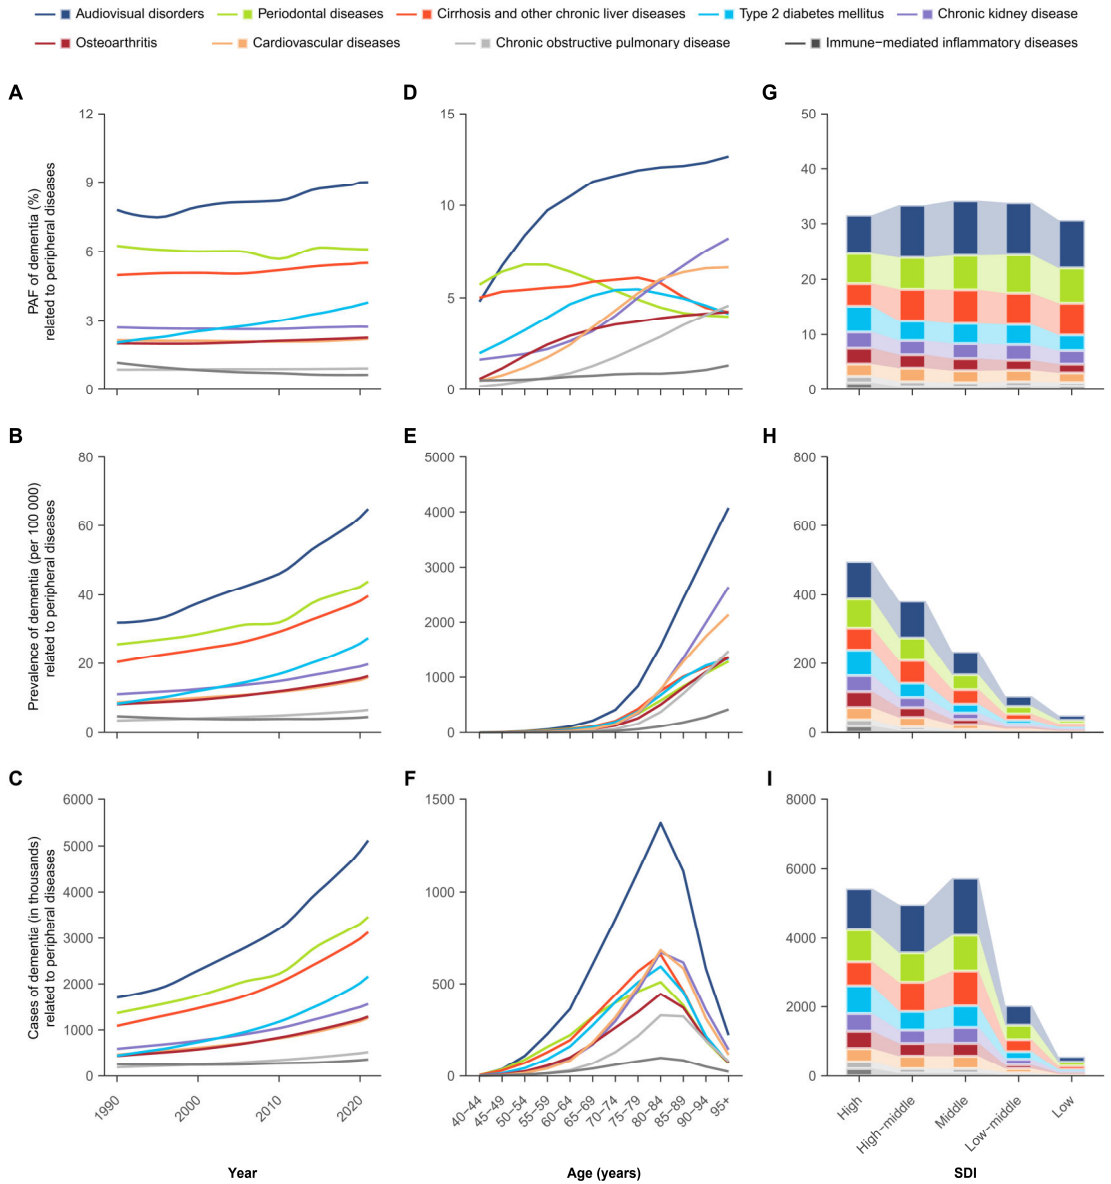 Audiovisual disorders Periodontal diseases Cirrhosis and other chronic liver diseases Type 2 diabetes mellitus Chronic kidney disease
Osteoarthritis Cardiovascular diseases Chronic obstructive pulmonary disease Immune−mediated inflammatory diseases
A
PAF of dementia (%)
related to peripheral diseases
12
9
6
3
0
D
15
10
5
0
G
50
40
30
20
10
0
B
Prevalence of dementia (per 100 000)
related to peripheral diseases
80
60
40
20
0
E
5000
4000
3000
2000
1000
0
H
800
600
400
200
0
C
Cases of dementia (in thousands)
related to peripheral diseases
6000
5000
4000
3000
2000
1000
0
1990
2000
2010
2020
Year
F
1500
1000
500
0
40−44
45−49
50−54
55−59
60−64
65−69
70−74
75−79
80−84
85−89
90−94
95+
Age (years)
I
8000
6000
4000
2000
0
High
High−middle
Middle
Low−middle
Low
SDI